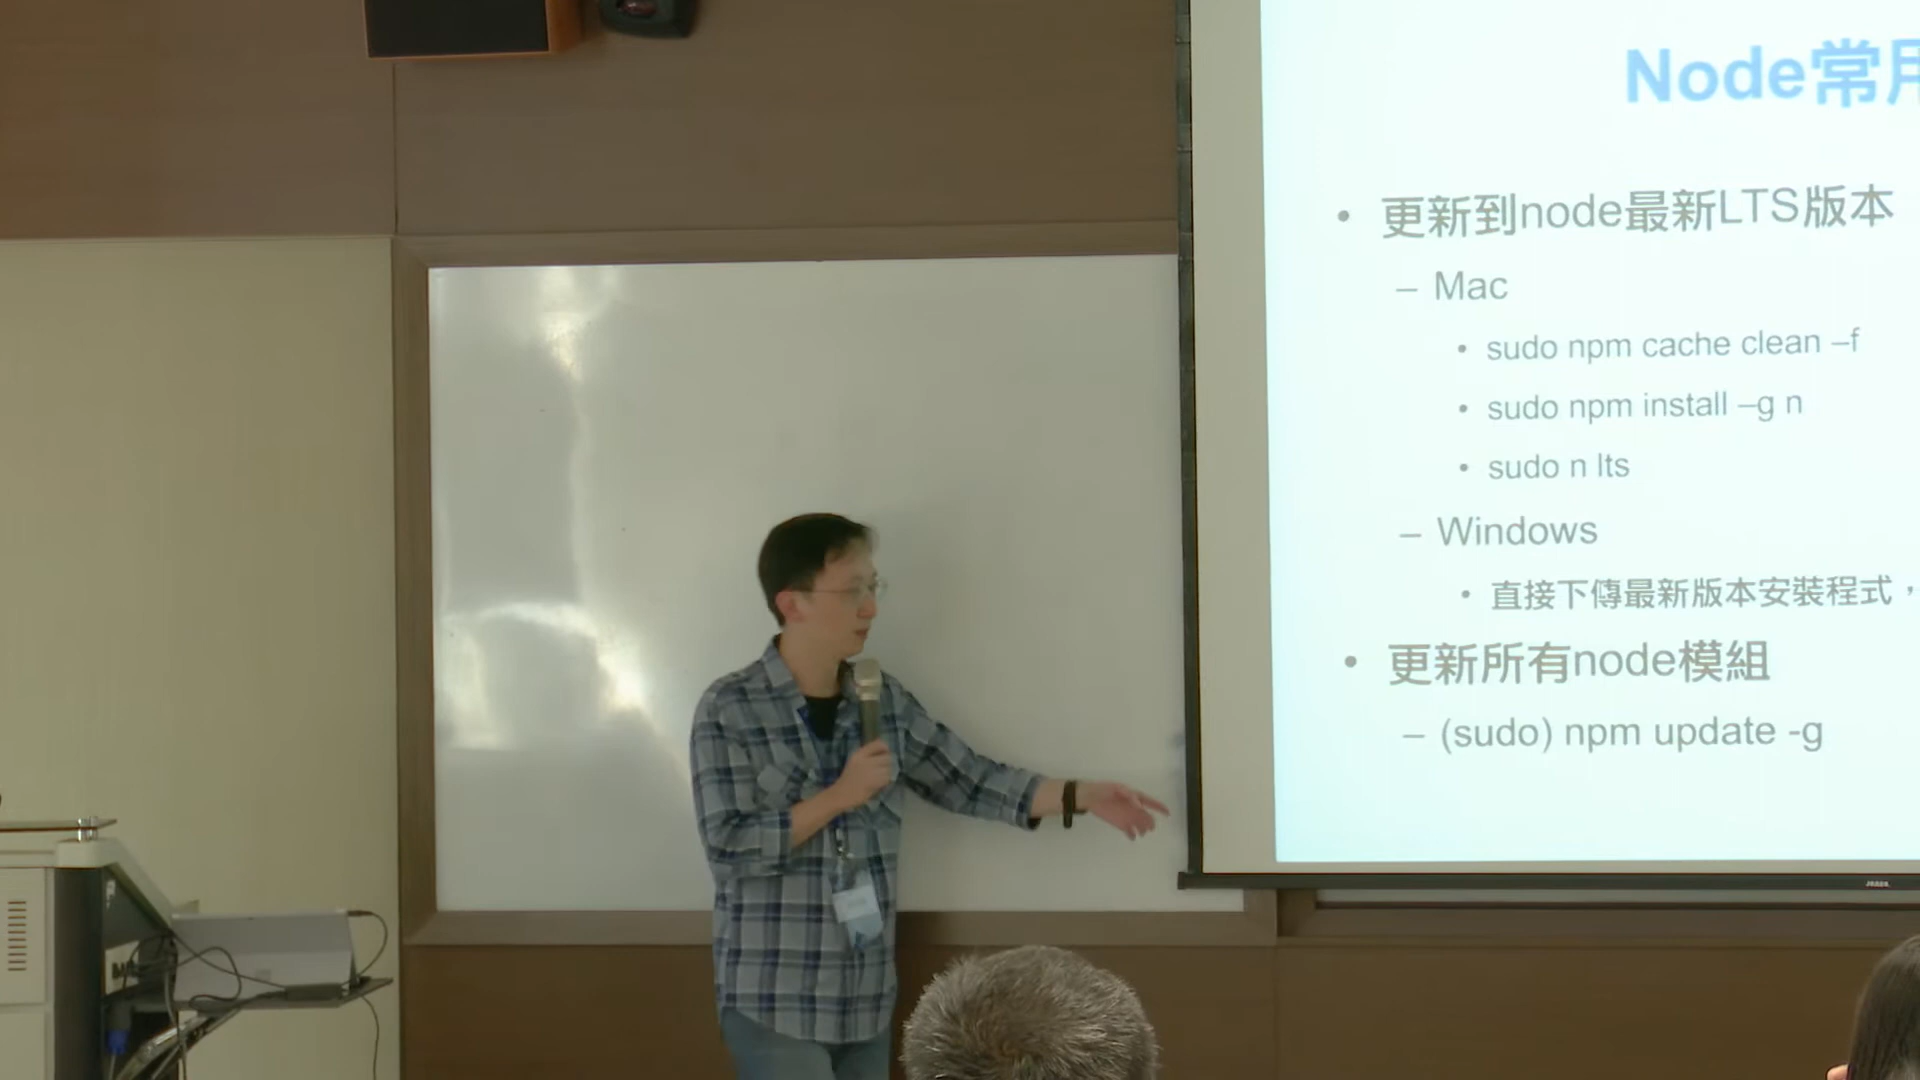 Node常用
• 更新到node最新LTS版本
– Mac
• sudo npm cache clean –f
• sudo npm install –g n
• sudo n lts
– Windows
• 直接下傳最新版本安裝程式，
• 更新所有node模組
– (sudo) npm update -g